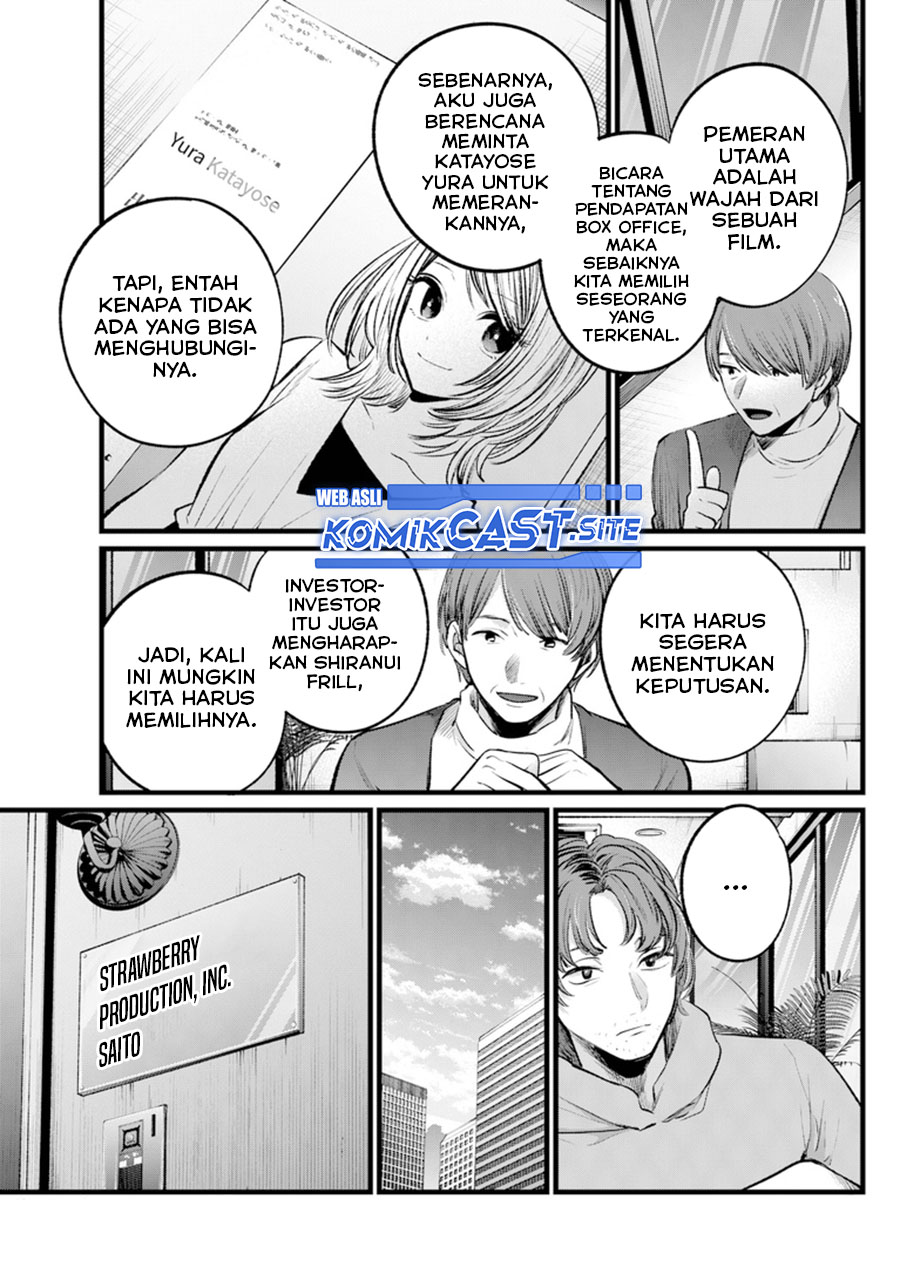 PEMERAN
UTAMA
ADALAH
WAJAH DARI
SEBUAH
FILM.
BICARA
TENTANG
PENDAPATAN
BOX OFFICE,
MAKA
SEBAIKNYA
KITA MEMILIH
SESEORANG
YANG
TERKENAL.
SEBENARNYA,
AKU JUGA
BERENCANA
MEMINTA
KATAYOSE
YURA UNTUK
MEMERAN-
KANNYA,
Yura Katayose
TAPI, ENTAH
KENAPA TIDAK
ADA YANG BISA
MENGHUBUNGI-
NYA.
WEB ASLI
KOMIKCAST.SITE
KITA HARUS
SEGERA
MENENTUKAN
KEPUTUSAN.
INVESTOR-
INVESTOR
ITU JUGA
MENGHARAP-
KAN SHIRANUI
FRILL,
JADI, KALI
INI MUNGKIN
KITA HARUS
MEMILIHNYA.
...
STRAWBERRY
PRODUCTION, INC.
SAITO